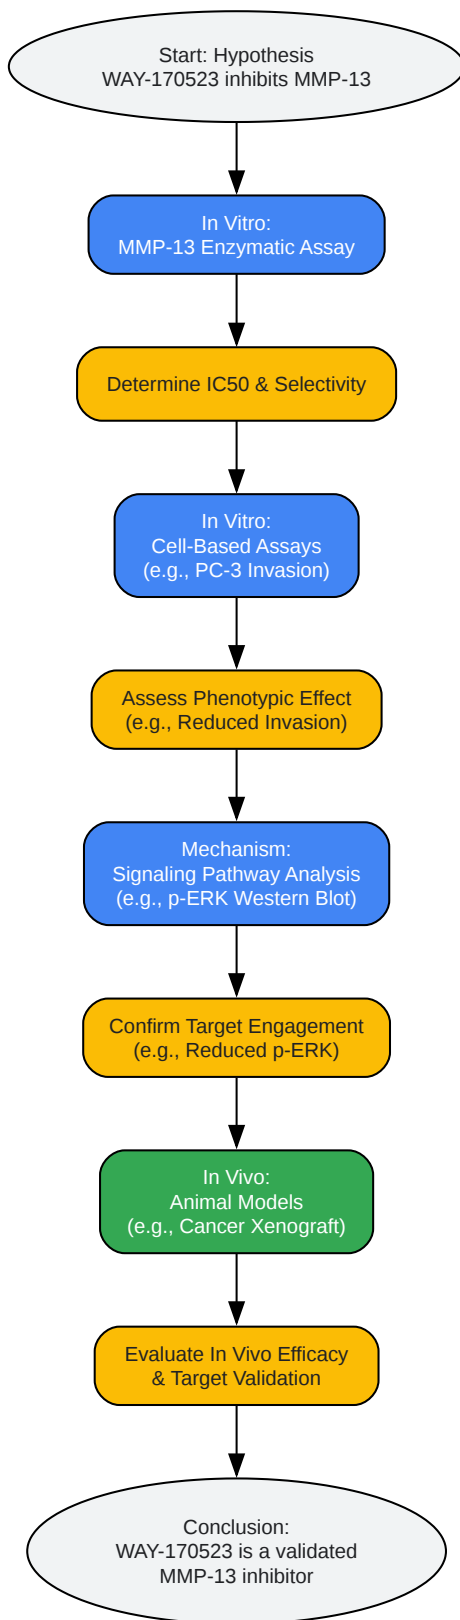 Start: Hypothesis
WAY-170523 inhibits MMP-13
In Vitro:
MMP-13 Enzymatic Assay
Determine IC50 & Selectivity
In Vitro:
Cell-Based Assays
(e.g., PC-3 Invasion)
Assess Phenotypic Effect
(e.g., Reduced Invasion)
Mechanism:
Signaling Pathway Analysis
(e.g., p-ERK Western Blot)
Confirm Target Engagement
(e.g., Reduced p-ERK)
In Vivo:
Animal Models
(e.g., Cancer Xenograft)
Evaluate In Vivo Efficacy
& Target Validation
Conclusion:
WAY-170523 is a validated
MMP-13 inhibitor